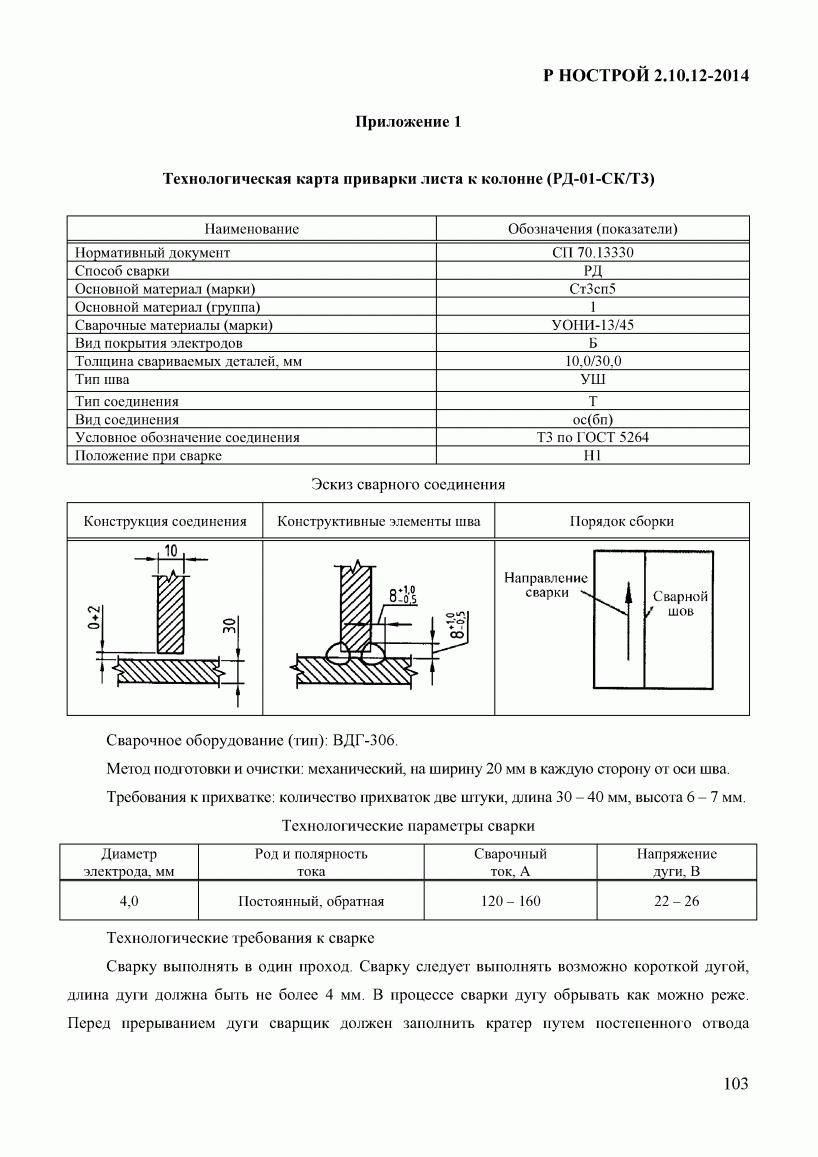 Р НОСТРОЙ 2.10.12-2014
Приложение 1
Технологическая карта приварки листа к колонне (РД-01-СК/Т3)
Наименование Обозначения (показатели)
Нормативный документ СП 70.13330
Способ сварки РД
Основной материал (марки) Ст3сп5
Основной материал (группа) 1
Сварочные материалы (марки) УОНИ-13/45
Вид покрытия электродов Б
Толщина свариваемых деталей, мм 10,0/30,0
Тип шва УШ
Тип соединения Т
Вид соединения ос(бп)
Условное обозначение соединения Т3 по ГОСТ 5264
Положение при сварке Н1
Эскиз сварного соединения
Конструкция соединения Конструктивные элементы шва Порядок сборки
10
0+2
30
8+1,0 -0,5
8+1,0 -0,5
Направление
сварки
Сварной
шов
Сварочное оборудование (тип): ВДГ-306.
Метод подготовки и очистки: механический, на ширину 20 мм в каждую сторону от оси шва.
Требования к прихватке: количество прихваток две штуки, длина 30 – 40 мм, высота 6 – 7 мм.
Технологические параметры сварки
Диаметр Род и полярность Сварочный Напряжение
электрода, мм тока ток, А дуги, В
4,0 Постоянный, обратная 120 – 160 22 – 26
Технологические требования к сварке
Сварку выполнять в один проход. Сварку следует выполнять возможно короткой дугой,
длина дуги должна быть не более 4 мм. В процессе сварки дугу обрывать как можно реже.
Перед прерыванием дуги сварщик должен заполнить кратер путем постепенного отвода
103